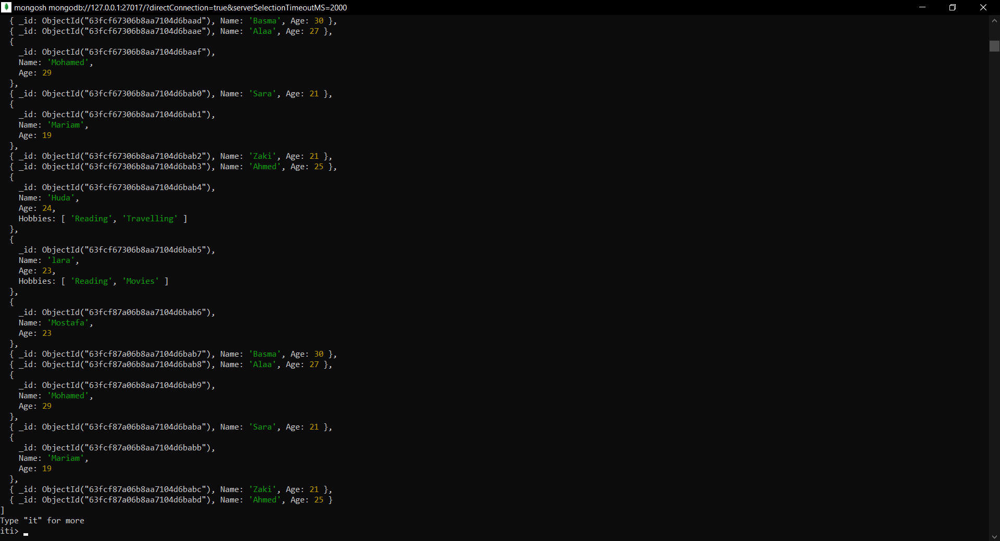 mongosh mongodb://127.0.0.1:27017/?directConnection=true&serverSelectionTimeoutMS=2000
  { _id: ObjectId("63fcf67306b8aa7104d6baad"), Name: 'Basma', Age: 30 },
  { _id: ObjectId("63fcf67306b8aa7104d6baae"), Name: 'Alaa', Age: 27 },
  {
    _id: ObjectId("63fcf67306b8aa7104d6baaf"),
    Name: 'Mohamed',
    Age: 29
  },
  { _id: ObjectId("63fcf67306b8aa7104d6bab0"), Name: 'Sara', Age: 21 },
  {
    _id: ObjectId("63fcf67306b8aa7104d6bab1"),
    Name: 'Mariam',
    Age: 19
  },
  { _id: ObjectId("63fcf67306b8aa7104d6bab2"), Name: 'Zaki', Age: 21 },
  { _id: ObjectId("63fcf67306b8aa7104d6bab3"), Name: 'Ahmed', Age: 25 },
  {
    _id: ObjectId("63fcf67306b8aa7104d6bab4"),
    Name: 'Huda',
    Age: 24,
    Hobbies: [ 'Reading', 'Travelling' ]
  },
  {
    _id: ObjectId("63fcf67306b8aa7104d6bab5"),
    Name: 'lara',
    Age: 23,
    Hobbies: [ 'Reading', 'Movies' ]
  },
  {
    _id: ObjectId("63fcf87a06b8aa7104d6bab6"),
    Name: 'Mostafa',
    Age: 23
  },
  { _id: ObjectId("63fcf87a06b8aa7104d6bab7"), Name: 'Basma', Age: 30 },
  { _id: ObjectId("63fcf87a06b8aa7104d6bab8"), Name: 'Alaa', Age: 27 },
  {
    _id: ObjectId("63fcf87a06b8aa7104d6bab9"),
    Name: 'Mohamed',
    Age: 29
  },
  { _id: ObjectId("63fcf87a06b8aa7104d6baba"), Name: 'Sara', Age: 21 },
  {
    _id: ObjectId("63fcf87a06b8aa7104d6babb"),
    Name: 'Mariam',
    Age: 19
  },
  { _id: ObjectId("63fcf87a06b8aa7104d6babc"), Name: 'Zaki', Age: 21 },
  { _id: ObjectId("63fcf87a06b8aa7104d6babd"), Name: 'Ahmed', Age: 25 }
]
Type "it" for more
iti>